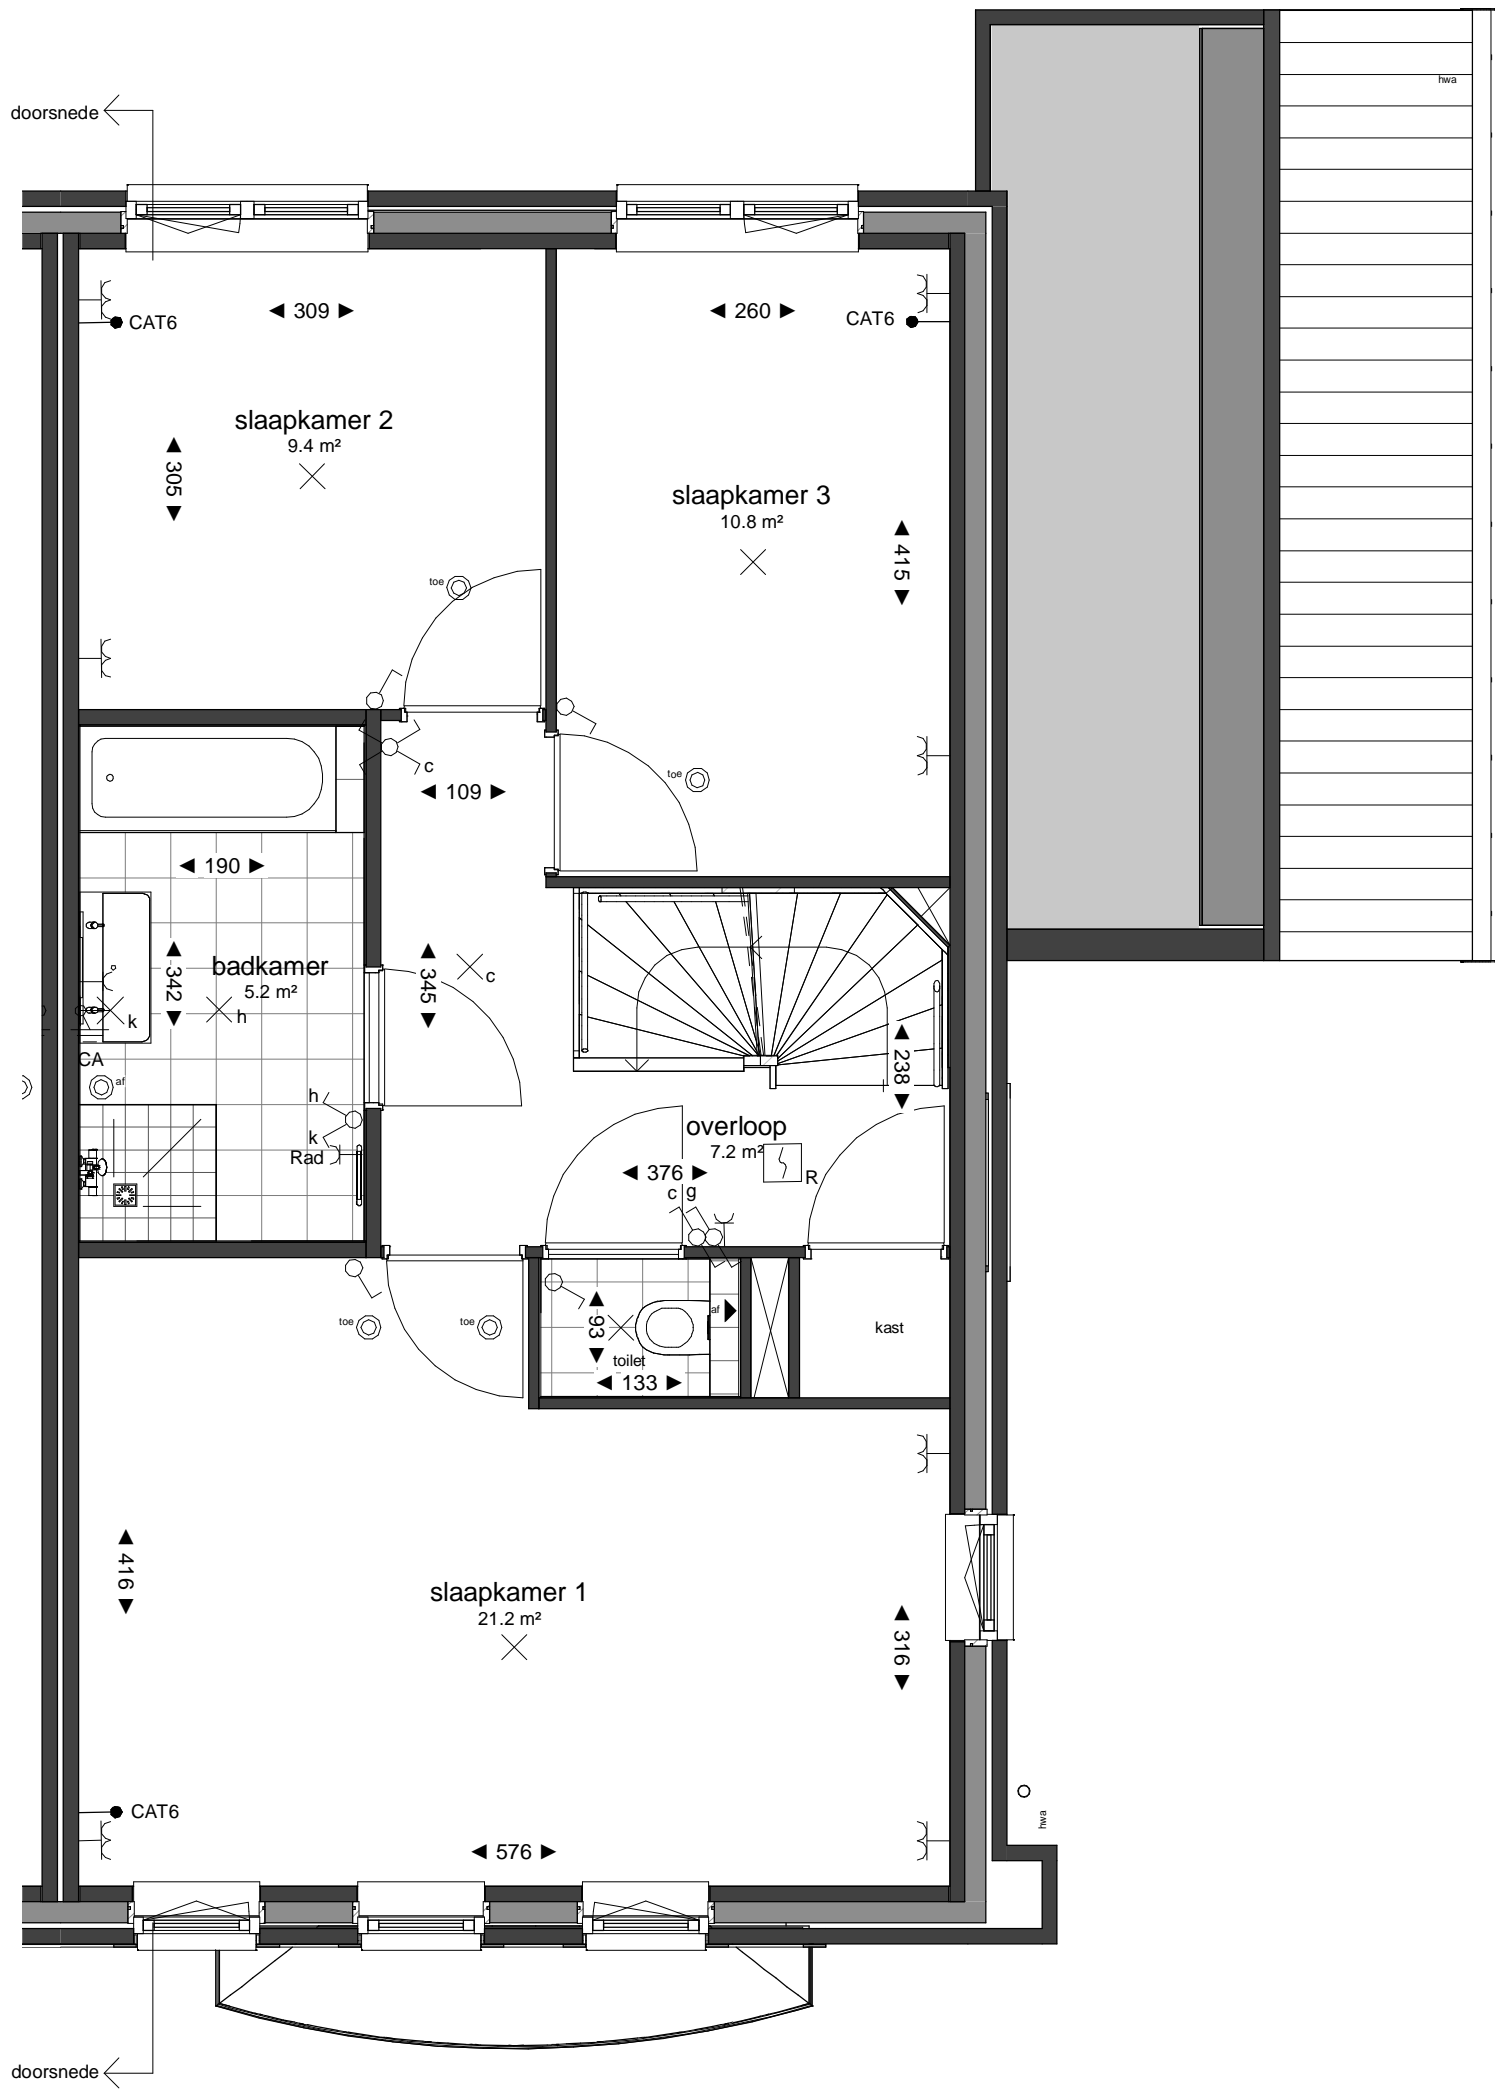 hwa
doorsnede
◄ 309 ►
◄ 260 ►
CAT6
CAT6
slaapkamer 2
9.4 m²
◄ 305 ►
slaapkamer 3
10.8 m²
◄ 415 ►
toe
c
toe
◄ 109 ►
◄ 190 ►
badkamer
5.2 m²
◄ 342 ►
◄ 345 ►
c
k
h
CA
af
◄ 238 ►
h
k
Rad
overloop
7.2 m²
◄ 376 ►
R
c g
toe
toe
◄ 93 ►
af
kast
toilet
◄ 133 ►
◄ 416 ►
slaapkamer 1
21.2 m²
◄ 316 ►
CAT6
hwa
◄ 576 ►
doorsnede